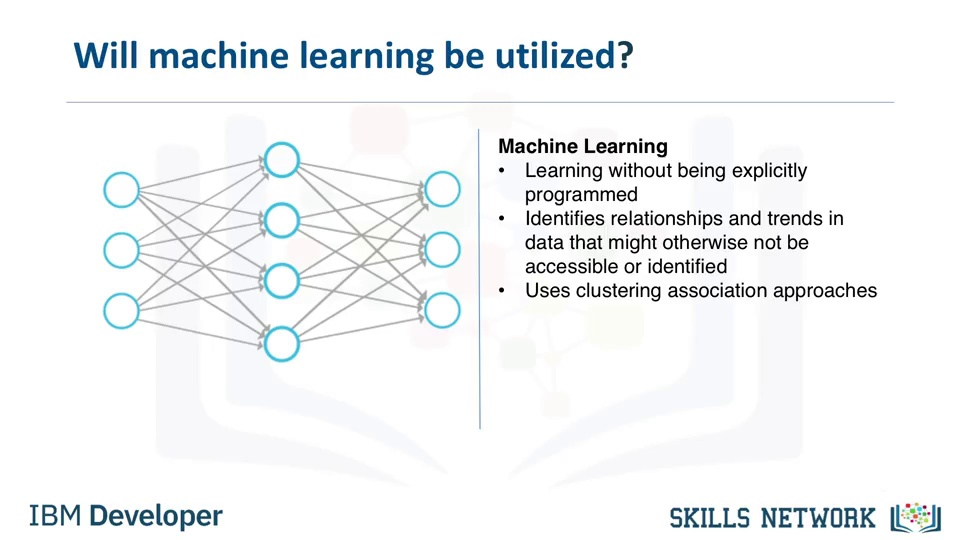 Will machine learning be utilized?
Machine Learning
• Learning without being explicitly
programmed
• Identifies relationships and trends in
data that might otherwise not be
accessible or identified
• Uses clustering association approaches
IBM Developer
SKILLS NETWORK